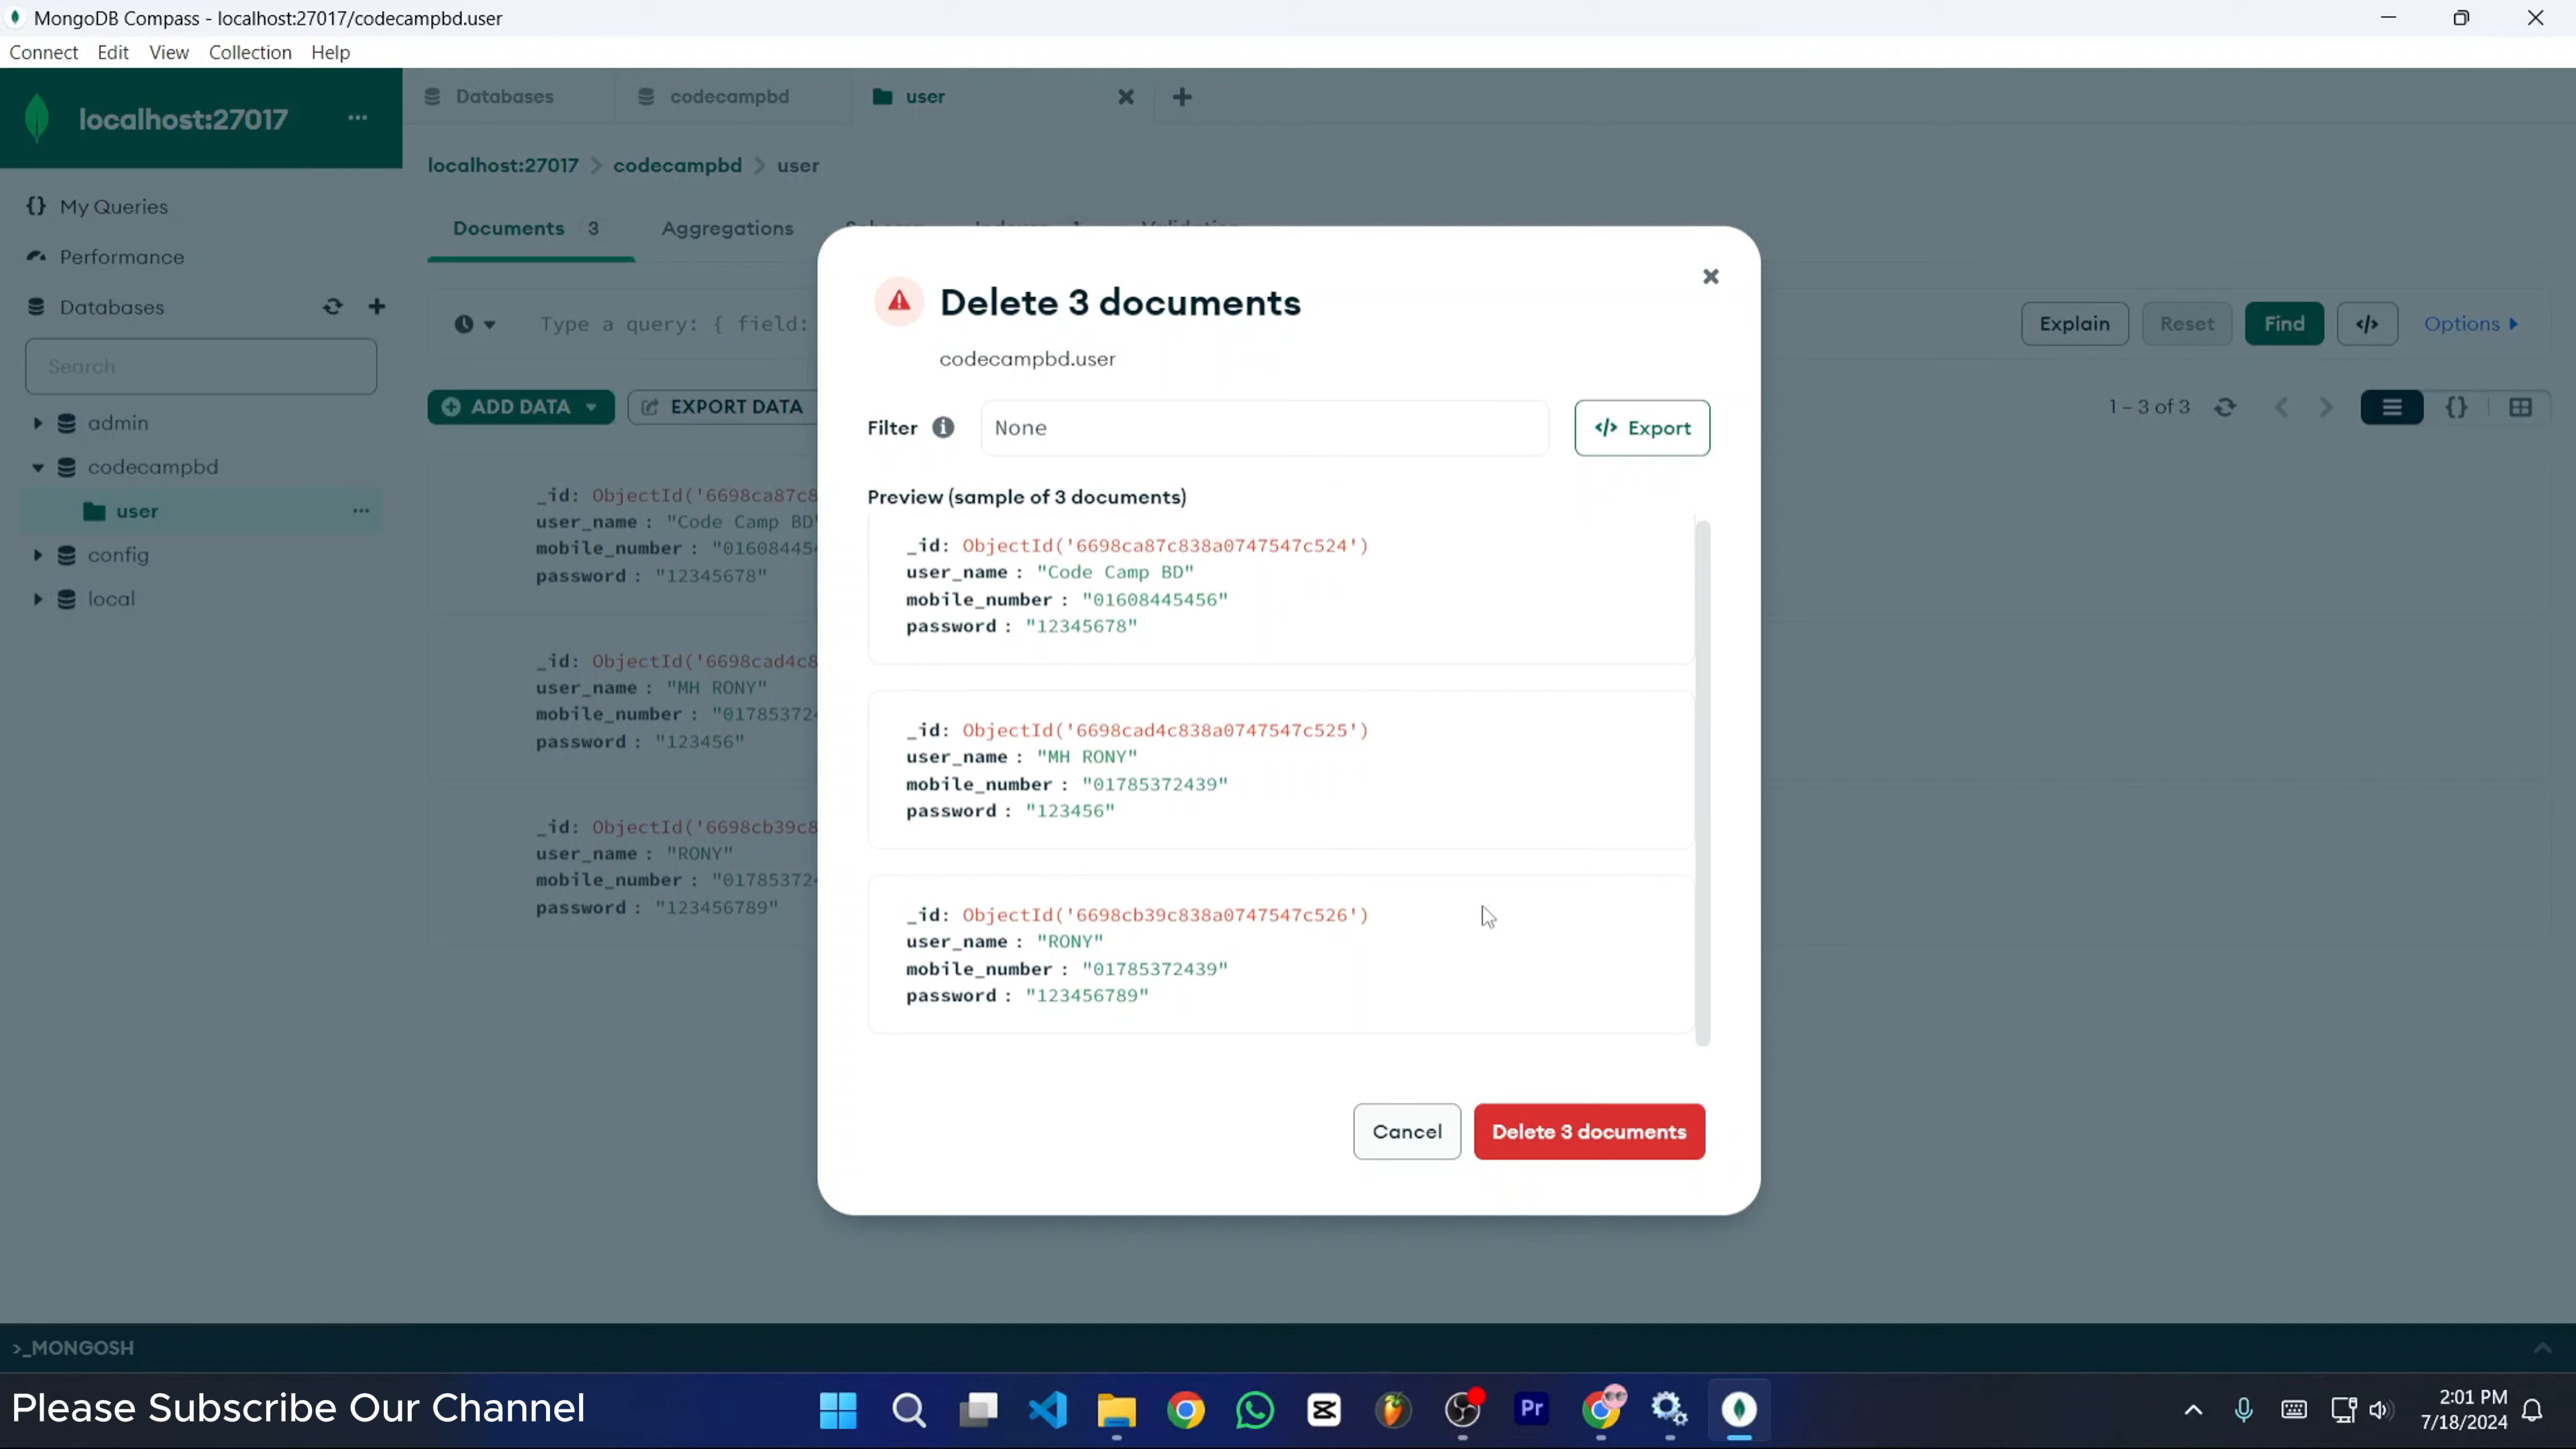 MongoDB Compass - localhost:27017/codecampbd.user
Connect Edit View Collection Help
localhost:27017
Databases
codecampbd
user
localhost:27017 > codecampbd > user
My Queries
Performance
Databases
Search
admin
codecampbd
user
config
local
Documents 3
Aggregations
Type a query: { field:
Explain
Reset
Find
</>
Options
ADD DATA
EXPORT DATA
1 – 3 of 3
{}
_id: ObjectId('6698ca87c8
user_name : "Code Camp BD"
mobile_number : "016084454
password : "12345678"
_id: ObjectId('6698cad4c8
user_name : "MH RONY"
mobile_number : "017853724
password : "123456"
_id: ObjectId('6698cb39c8
user_name : "RONY"
mobile_number : "017853724
password : "123456789"
Delete 3 documents
codecampbd.user
Filter
None
</> Export
Preview (sample of 3 documents)
_id: ObjectId('6698ca87c838a0747547c524')
user_name : "Code Camp BD"
mobile_number : "01608445456"
password : "12345678"
_id: ObjectId('6698cad4c838a0747547c525')
user_name : "MH RONY"
mobile_number : "01785372439"
password : "123456"
_id: ObjectId('6698cb39c838a0747547c526')
user_name : "RONY"
mobile_number : "01785372439"
password : "123456789"
Cancel
Delete 3 documents
>_MONGOSH
Please Subscribe Our Channel
Pr
2:01 PM
7/18/2024